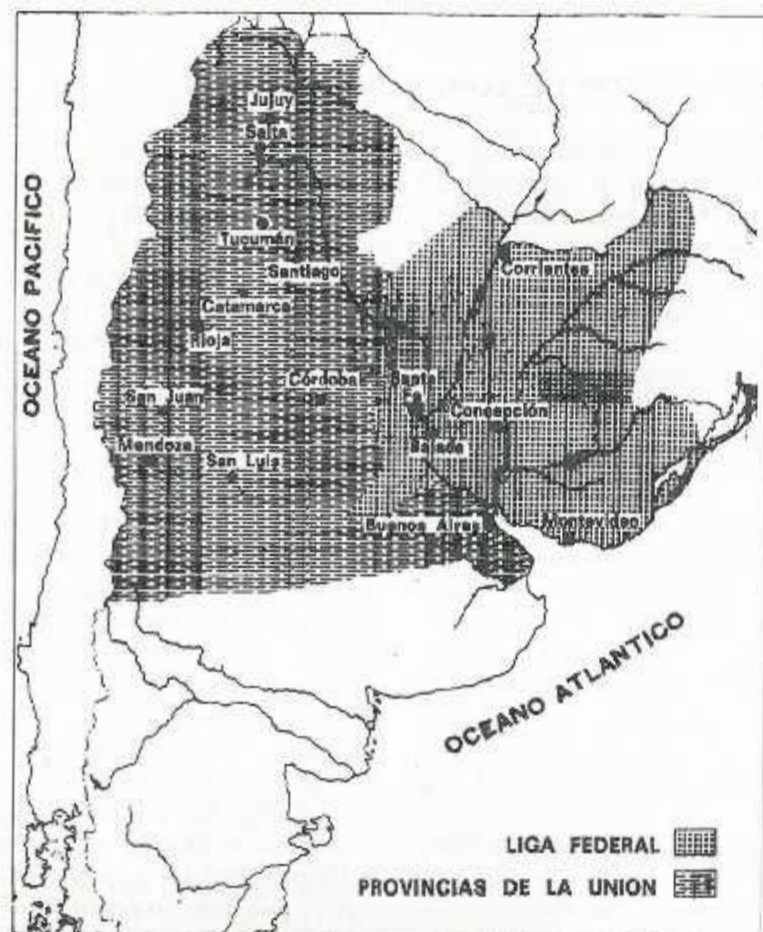 Jujuy
Salta
OCEANO PACIFICO
Tucumán
Santiago
Corrientes
Catamarca
Rioja
Córdoba
Santa
Fe
San Juan
Concepción
Bajada
Mendoza
San Luis
Buenos Aires
Montevideo
OCEANO ATLANTICO
LIGA FEDERAL
PROVINCIAS DE LA UNION